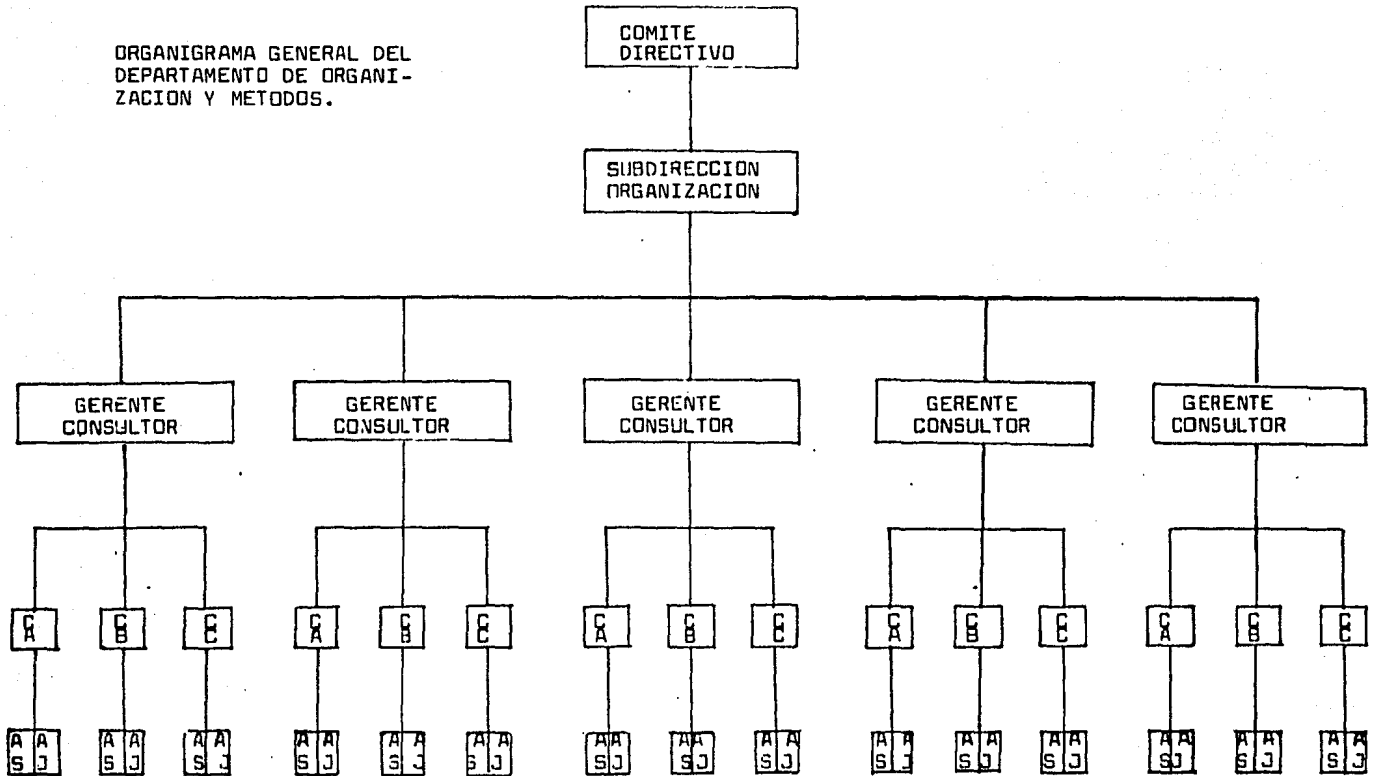 ORGANIGRAMA GENERAL DEL
DEPARTAMENTO DE ORGANI-
ZACION Y METODOS.
COMITE
DIRECTIVO
SUBDIRECCION
ORGANIZACION
GERENTE
CONSULTOR
GERENTE
CONSULTOR
GERENTE
CONSULTOR
GERENTE
CONSULTOR
GERENTE
CONSULTOR
C
A
C
B
C
C
C
A
C
B
C
C
C
A
C
B
C
C
C
A
C
B
C
C
C
A
C
B
C
C
A A
S J
A A
S J
A A
S J
A A
S J
A A
S J
A A
S J
A A
S J
A A
S J
A A
S J
A A
S J
A A
S J
A A
S J
A A
S J
A A
S J
A A
S J